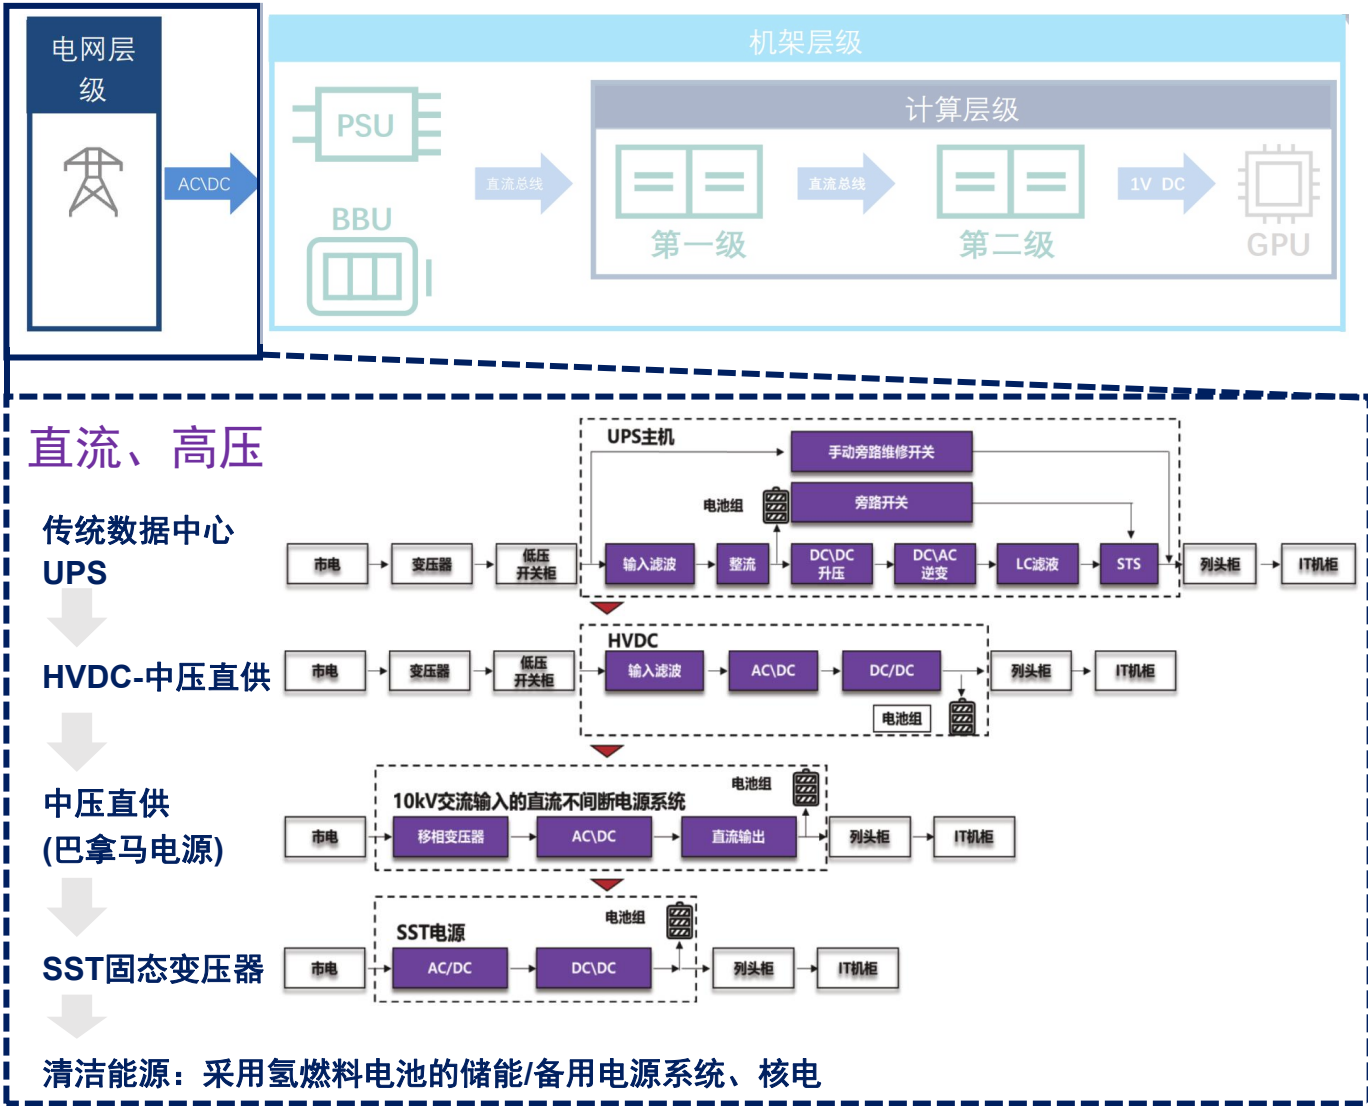 电网层
级
机架层级
计算层级
PSU
BBU
AC\DC
直流总线
直流总线
1V DC
第一级
第二级
GPU
直流、高压
传统数据中心
UPS
UPS主机
手动旁路维修开关
电池组
旁路开关
市电
变压器
低压
开关柜
输入滤波
整流
DC\DC
升压
DC\AC
逆变
LC滤液
STS
列头柜
IT机柜
HVDC-中压直供
HVDC
市电
变压器
低压
开关柜
输入滤波
AC\DC
DC/DC
列头柜
IT机柜
电池组
中压直供
(巴拿马电源)
10kV交流输入的直流不间断电源系统
电池组
市电
移相变压器
AC\DC
直流输出
列头柜
IT机柜
SST固态变压器
SST电源
电池组
市电
AC/DC
DC\DC
列头柜
IT机柜
清洁能源：采用氢燃料电池的储能/备用电源系统、核电